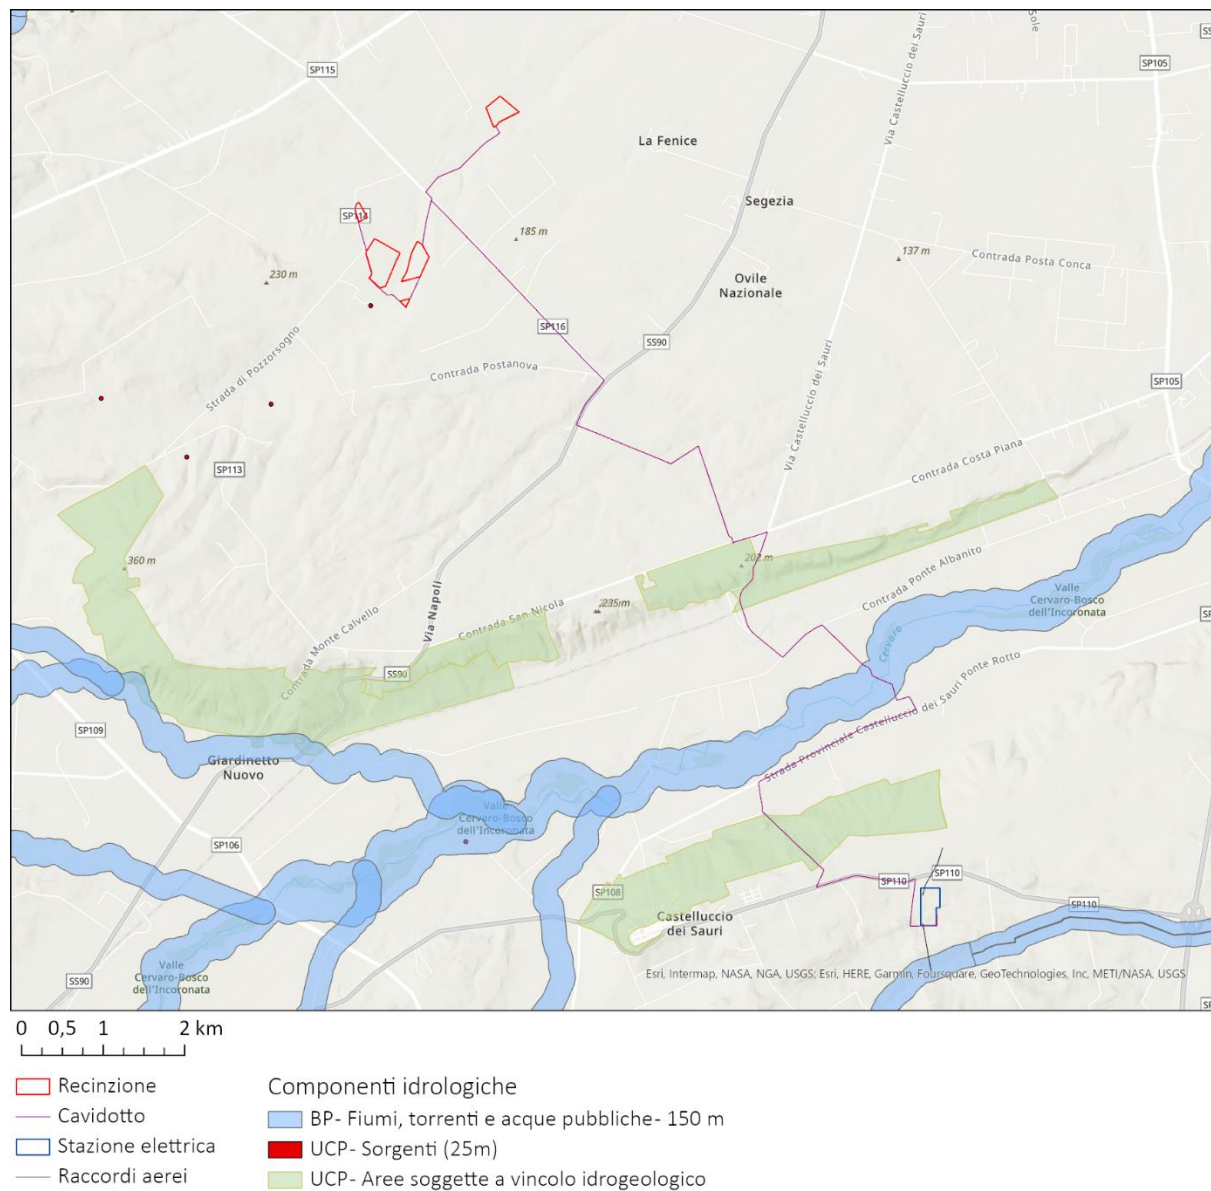 Sole
SS
SP115
SP105
Via Castelluccio dei Sauri
La Fenice
Segezia
SP114
185 m
137 m
Contrada Posta Conca
230 m
Ovile
Nazionale
SP116
SS90
Strada di Pozzorsogno
Contrada Postanova
Via Castelluccio dei Sauri
SP105
SP113
Contrada Costa Piana
360 m
202 m
Contrada Ponte Albanito
Via Napoli
235m
Contrada San Nicola
Contrada Monte Calvello
Valle
Cervaro-Bosco
dell'Incoronata
SP
Cervaro
SS90
Strada Provinciale Castelluccio dei Sauri Ponte Rotto
SP109
Giardinetto
Nuovo
Valle
Cervaro-Bosco
dell'Incoronata
SP106
SP108
SP110
SP110
SP110
Castelluccio
dei Sauri
Valle
Cervaro-Bosco
dell'Incoronata
SS90
SP
Esri, Intermap, NASA, NGA, USGS; Esri, HERE, Garmin, Foursquare, GeoTechnologies, Inc, METI/NASA, USGS
0 0,5 1 2 km
Recinzione
Cavidotto
Stazione elettrica
Raccordi aerei
Componenti idrologiche
BP- Fiumi, torrenti e acque pubbliche- 150 m
UCP- Sorgenti (25m)
UCP- Aree soggette a vincolo idrogeologico